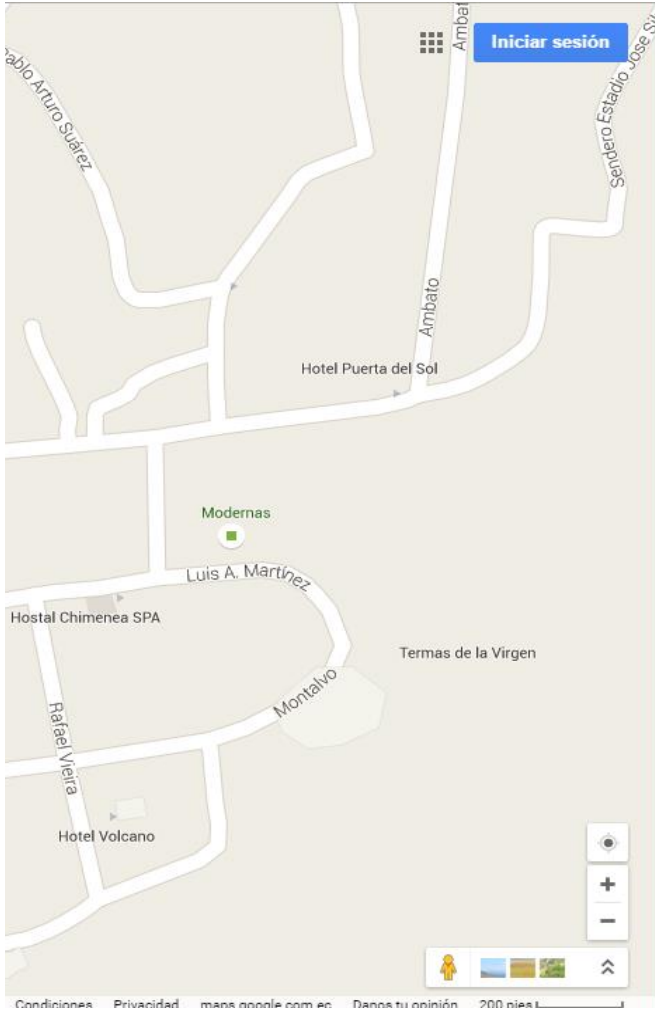 Ambato
Iniciar sesión
Pablo Arturo Suárez
Sendero Estadio Jose Sil
Ambato
Hotel Puerta del Sol
Modernas
Luis A. Martínez
Hostal Chimenea SPA
Termas de la Virgen
Montalvo
Rafael Vieira
Hotel Volcano
Condiciones Privacidad maps.google.com.ec Danos tu opinión 200 pies